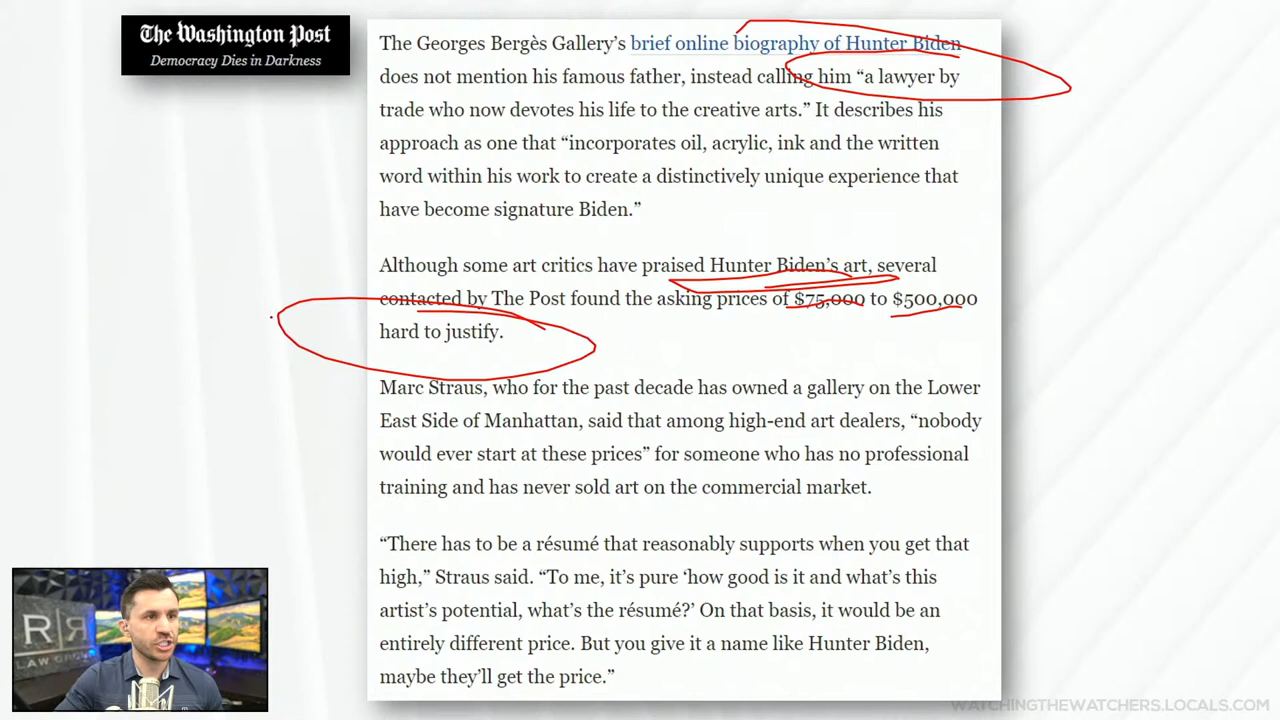 The Washington Post
Democracy Dies in Darkness
The Georges Bergès Gallery’s brief online biography of Hunter Biden
does not mention his famous father, instead calling him “a lawyer by
trade who now devotes his life to the creative arts.” It describes his
approach as one that “incorporates oil, acrylic, ink and the written
word within his work to create a distinctively unique experience that
have become signature Biden.”
Although some art critics have praised Hunter Biden’s art, several
contacted by The Post found the asking prices of $75,000 to $500,000
hard to justify.
Marc Straus, who for the past decade has owned a gallery on the Lower
East Side of Manhattan, said that among high-end art dealers, “nobody
would ever start at these prices” for someone who has no professional
training and has never sold art on the commercial market.
“There has to be a résumé that reasonably supports when you get that
high,” Straus said. “To me, it’s pure ‘how good is it and what’s this
artist’s potential, what’s the résumé?’ On that basis, it would be an
entirely different price. But you give it a name like Hunter Biden,
maybe they’ll get the price.”
R R
LAW GROUP
WATCHINGTHEWATCHERS.LOCALS.COM